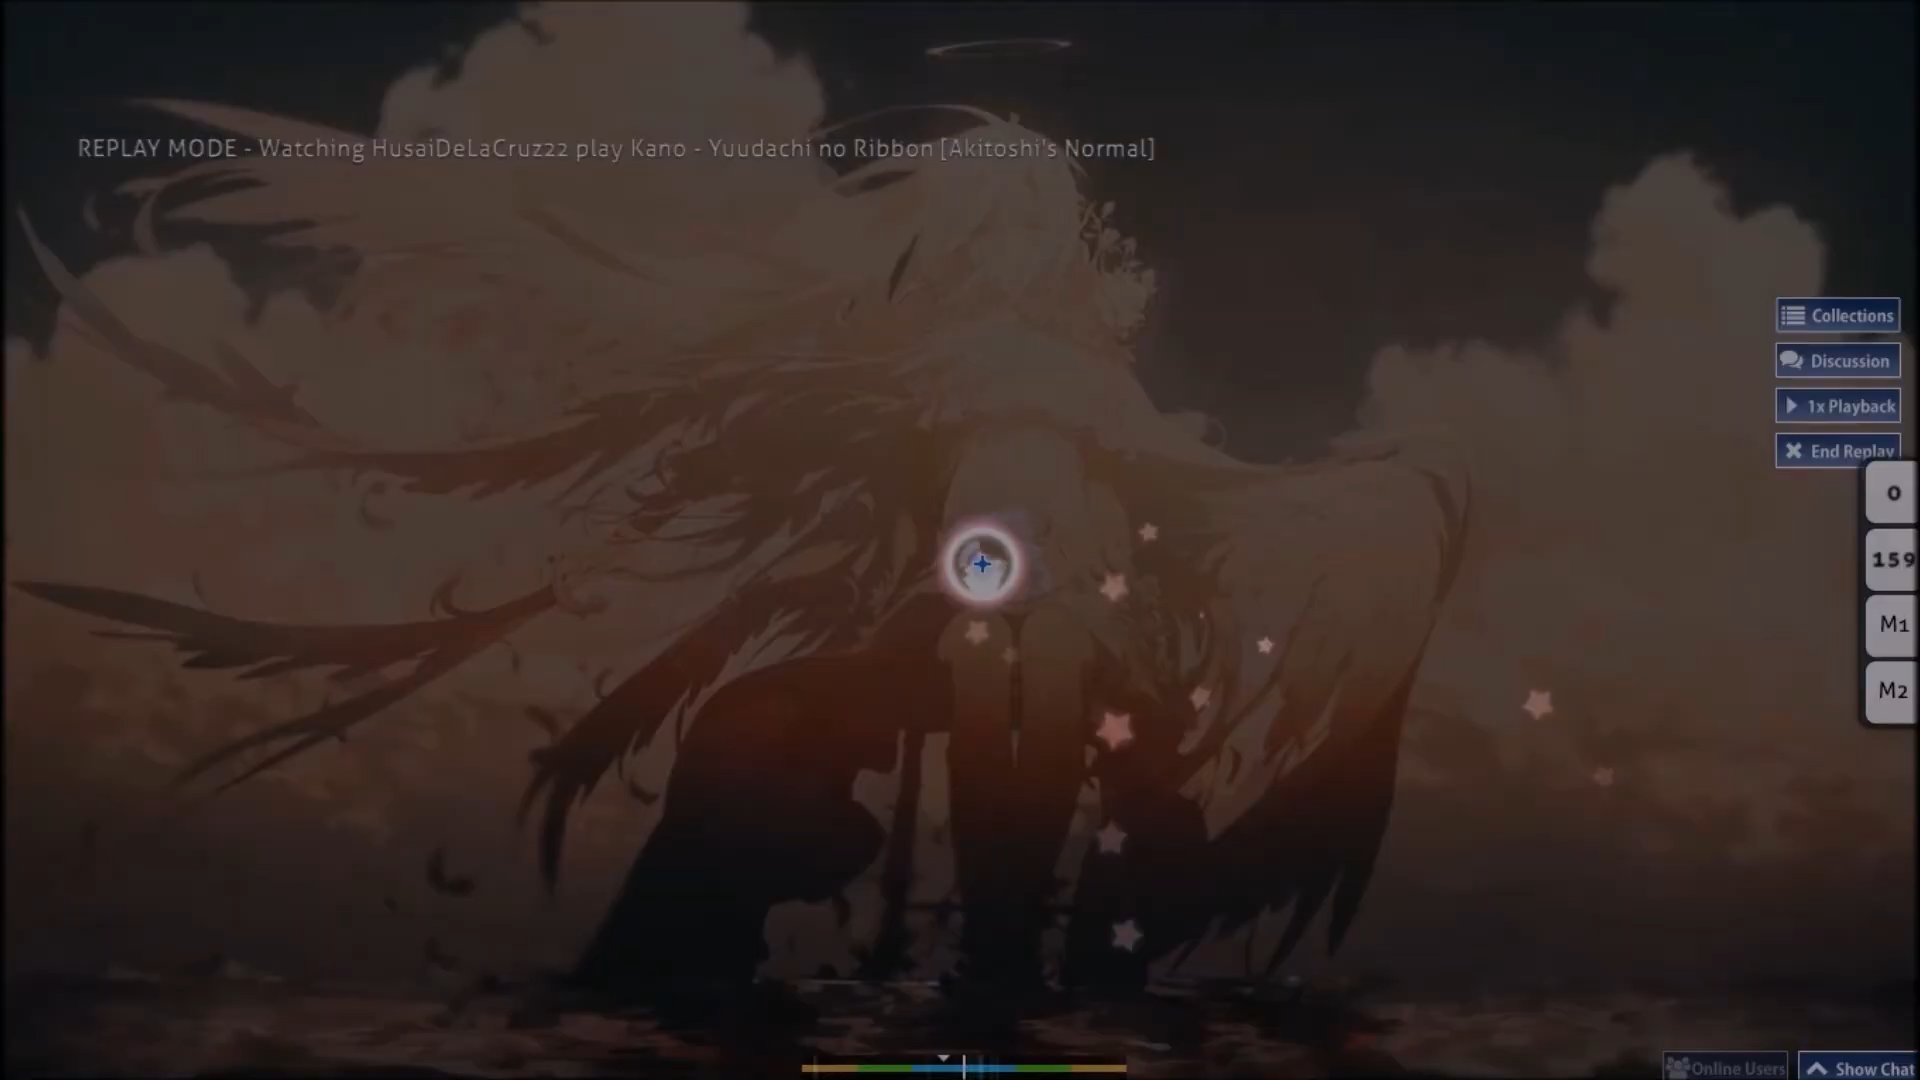 REPLAY MODE - Watching HusaiDeLaCruz22 play Kano - Yuudachi no Ribbon [Akitoshi's Normal]
Collections
Discussion
1x Playback
End Replay
0
159
M1
M2
Online Users
Show Chat